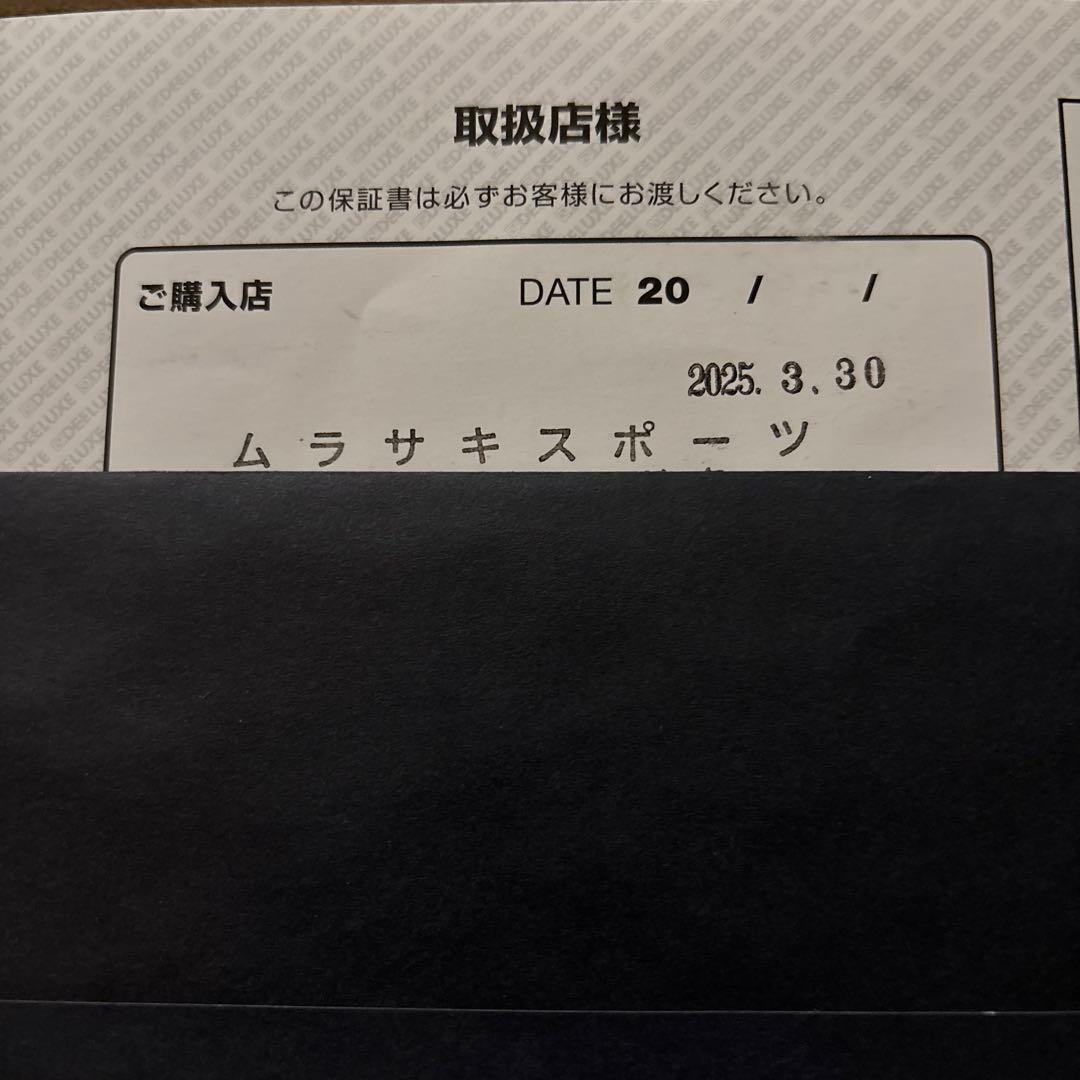 取扱店様
この保証書は必ずお客様にお渡しください。
ご購入店 DATE 20 / /
2025. 3. 30
ムラサキスポーツ